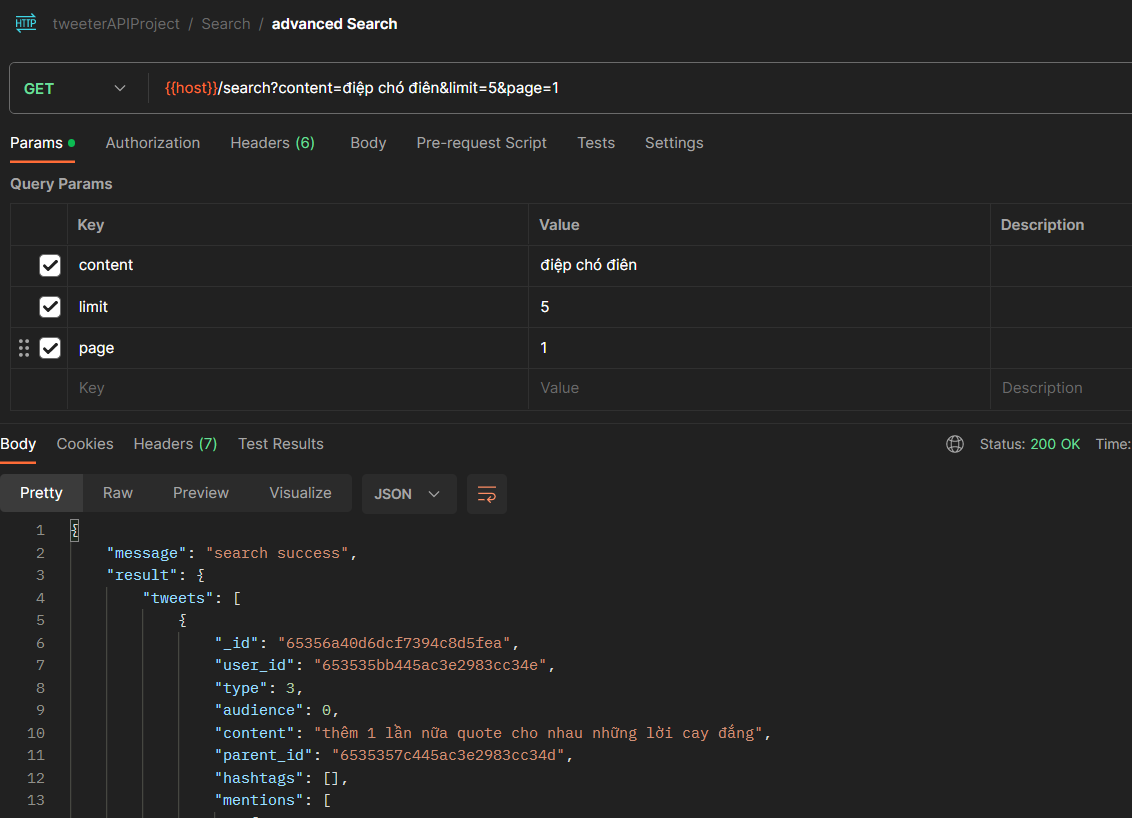 HTTP tweeterAPIProject / Search / advanced Search
GET {{host}}/search?content=điệp chó điên&limit=5&page=1
Params Authorization Headers (6) Body Pre-request Script Tests Settings
Query Params
Key Value Description
content điệp chó điên
limit 5
page 1
Key Value Description
Body Cookies Headers (7) Test Results Status: 200 OK Time:
Pretty Raw Preview Visualize JSON
1 {
2 "message": "search success",
3 "result": {
4 "tweets": [
5 {
6 "_id": "65356a40d6dcf7394c8d5fea",
7 "user_id": "653535bb445ac3e2983cc34e",
8 "type": 3,
9 "audience": 0,
10 "content": "thêm 1 lần nữa quote cho nhau những lời cay đắng",
11 "parent_id": "6535357c445ac3e2983cc34d",
12 "hashtags": [],
13 "mentions": [